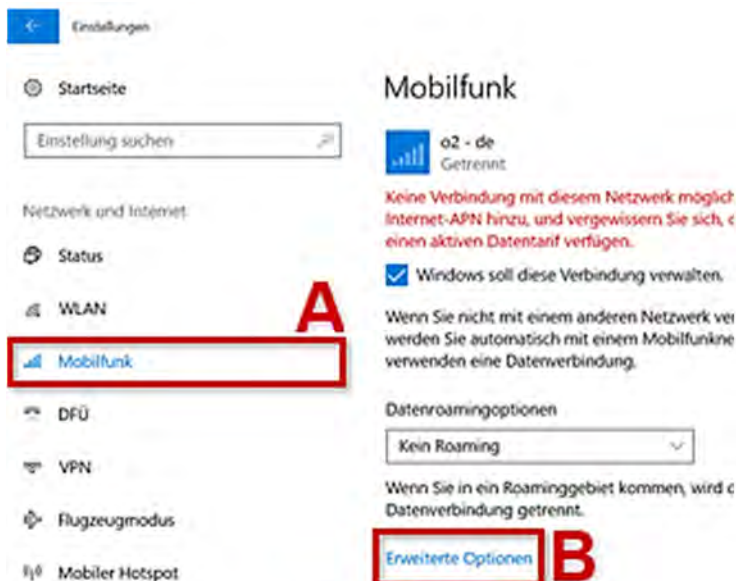 Einstellungen
Startseite
Einstellung suchen
Netzwerk und Internet
Status
WLAN
A
Mobilfunk
DFÜ
VPN
Flugzeugmodus
Mobiler Hotspot
Mobilfunk
o2 - de
Getrennt
Keine Verbindung mit diesem Netzwerk möglich
Internet-APN hinzu, und vergewissern Sie sich,
einen aktiven Datentarif verfügen.
Windows soll diese Verbindung verwalten.
Wenn Sie nicht mit einem anderen Netzwerk ver
werden Sie automatisch mit einem Mobilfunkne
verwenden eine Datenverbindung.
Datenroamingoptionen
Kein Roaming
Wenn Sie in ein Roaminggebiet kommen, wird
Datenverbindung getrennt.
Erweiterte Optionen
B